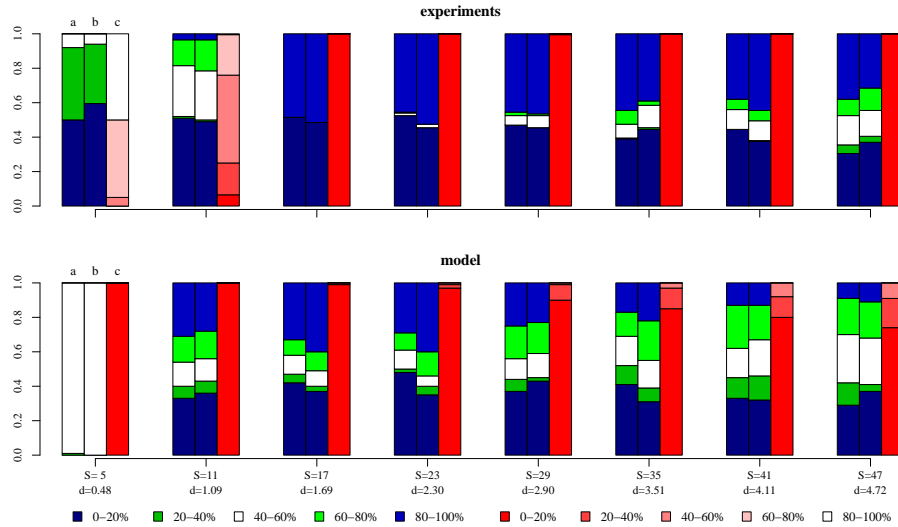 experiments
a b c
1.0
0.8
0.6
0.4
0.2
0.0
model
a b c
1.0
0.8
0.6
0.4
0.2
0.0
S= 5 S=11 S=17 S=23 S=29 S=35 S=41 S=47
d=0.48 d=1.09 d=1.69 d=2.30 d=2.90 d=3.51 d=4.11 d=4.72
0−20% 20−40% 40−60% 60−80% 80−100% 0−20% 20−40% 40−60% 60−80% 80−100%